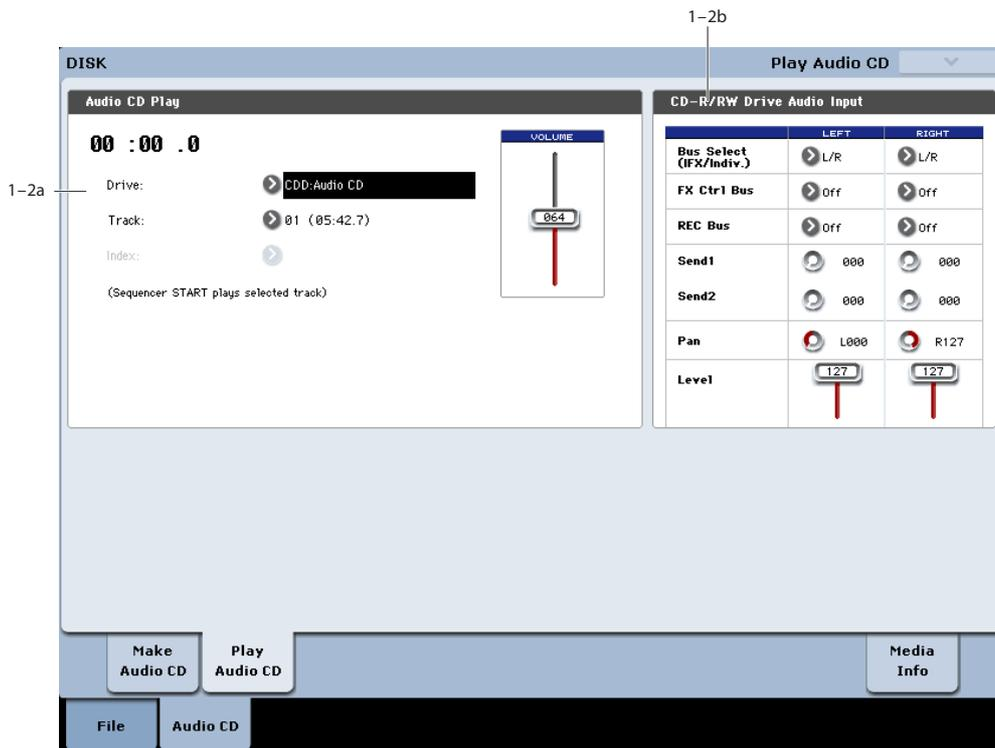 1–2b
DISK
Play Audio CD
Audio CD Play
CD–R/RW Drive Audio Input
00 :00 .0
VOLUME
LEFT RIGHT
Bus Select
(IFX/Indiv.)
L/R L/R
1–2a
Drive: CDD:Audio CD
FX Ctrl Bus Off Off
Track: 01 (05:42.7)
064
REC Bus Off Off
Index:
Send1 000 000
(Sequencer START plays selected track)
Send2 000 000
Pan L000 R127
Level 127 127
Make
Audio CD
Play
Audio CD
Media
Info
File
Audio CD